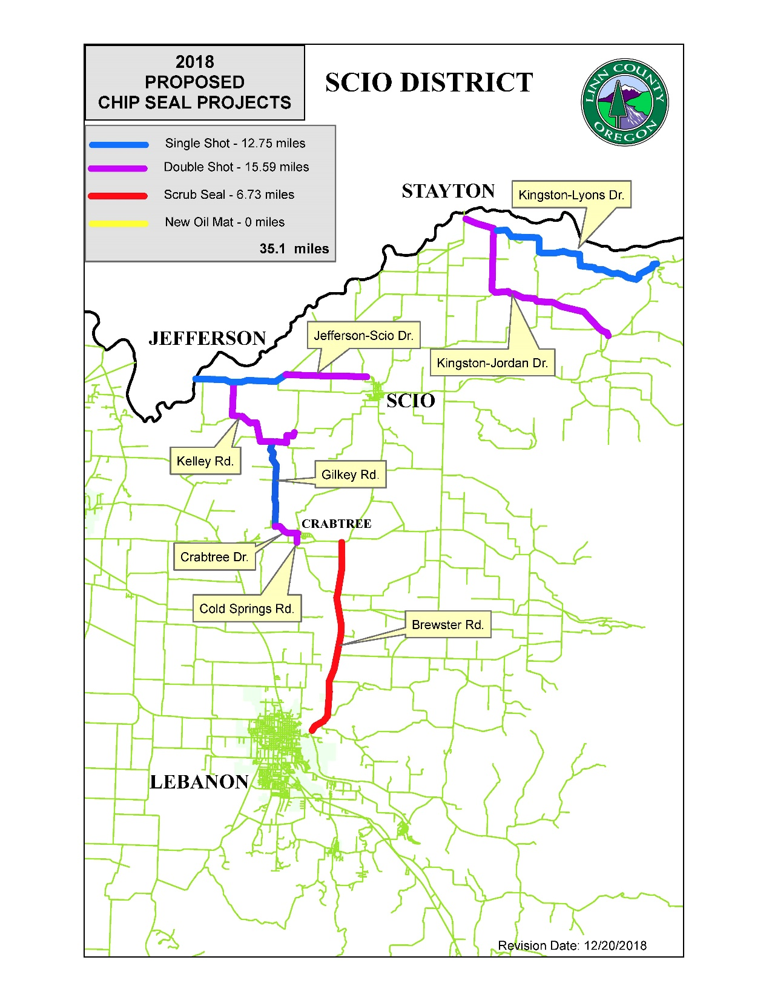 2018
PROPOSED
CHIP SEAL PROJECTS
SCIO DISTRICT
LINN COUNTY
OREGON
Single Shot - 12.75 miles
Double Shot - 15.59 miles
Scrub Seal - 6.73 miles
New Oil Mat - 0 miles
35.1 miles
STAYTON
Kingston-Lyons Dr.
JEFFERSON
Jefferson-Scio Dr.
Kingston-Jordan Dr.
SCIO
Kelley Rd.
Gilkey Rd.
CRABTREE
Crabtree Dr.
Cold Springs Rd.
Brewster Rd.
LEBANON
Revision Date: 12/20/2018